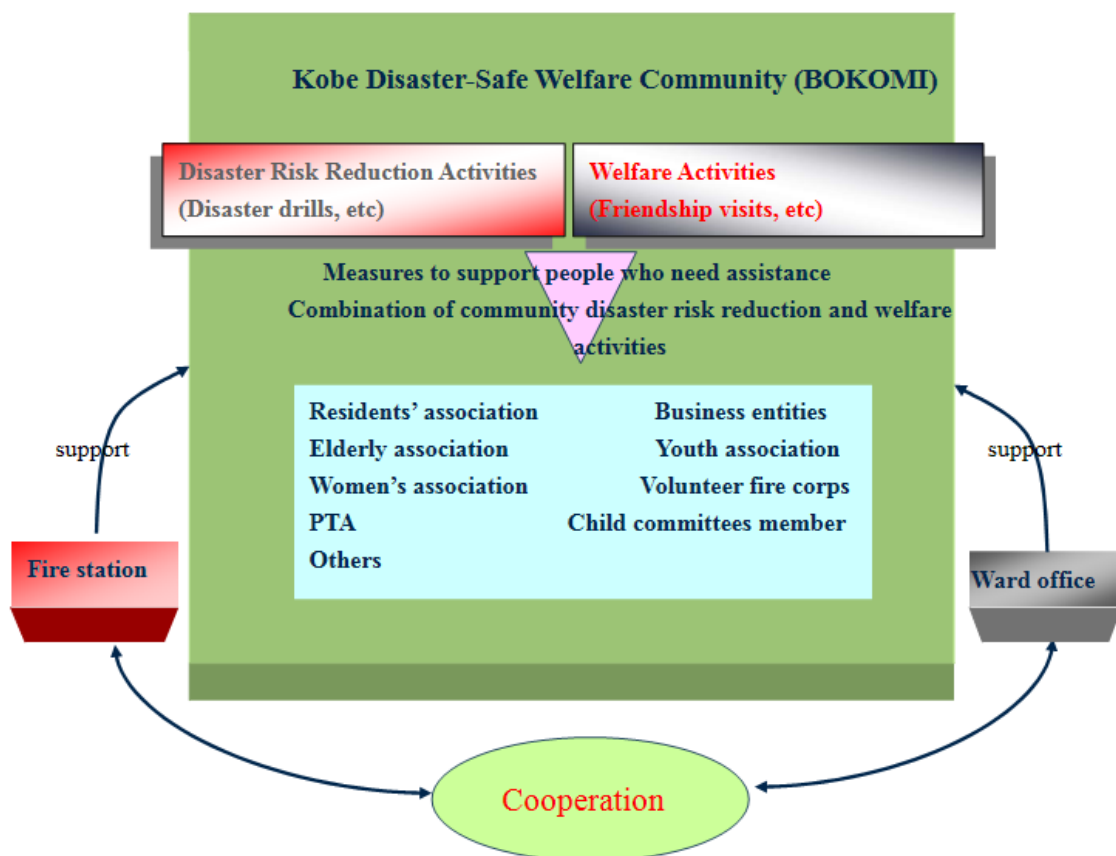 Kobe Disaster-Safe Welfare Community (BOKOMI)
Disaster Risk Reduction Activities
(Disaster drills, etc)
Welfare Activities
(Friendship visits, etc)
Measures to support people who need assistance
Combination of community disaster risk reduction and welfare
activities
Residents’ association Business entities
Elderly association Youth association
Women’s association Volunteer fire corps
PTA Child committees member
Others
support
support
Fire station
Ward office
Cooperation